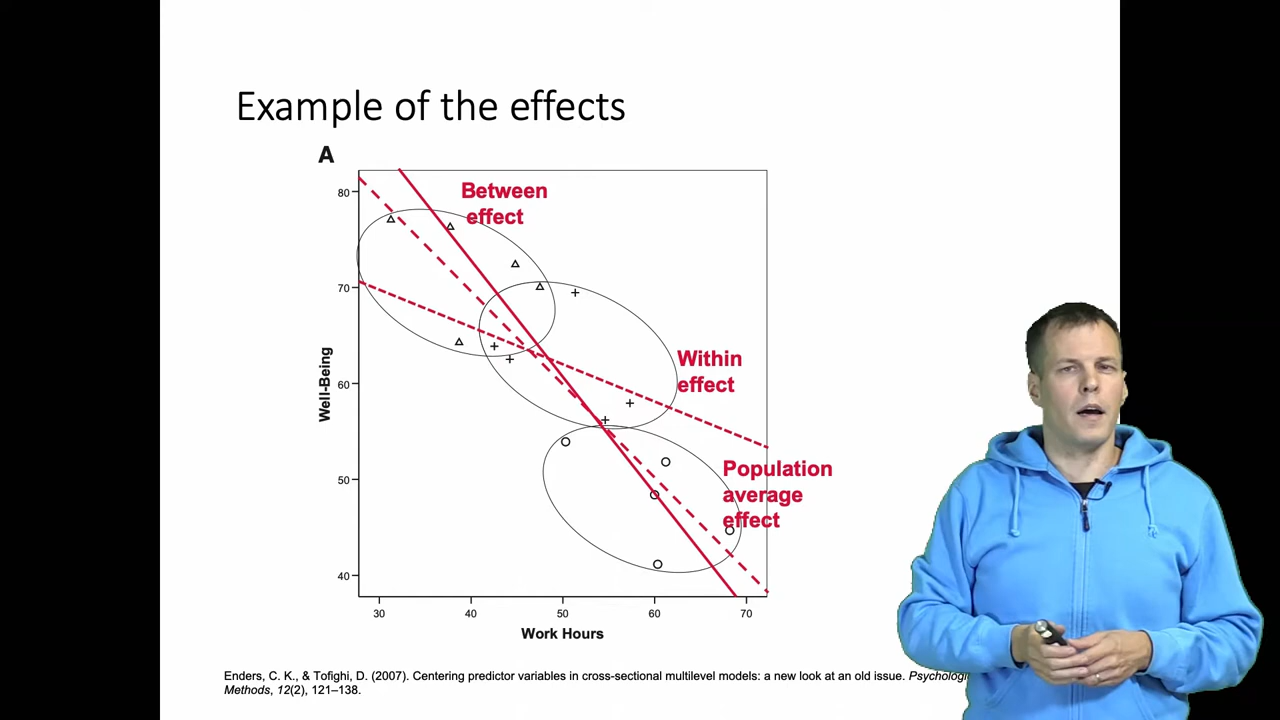 Example of the effects
A
Between
effect
Within
effect
Population
average
effect
Well-Being
80
70
60
50
40
30 40 50 60 70
Work Hours
Enders, C. K., & Tofighi, D. (2007). Centering predictor variables in cross-sectional multilevel models: a new look at an old issue.
Methods, 12(2), 121–138.